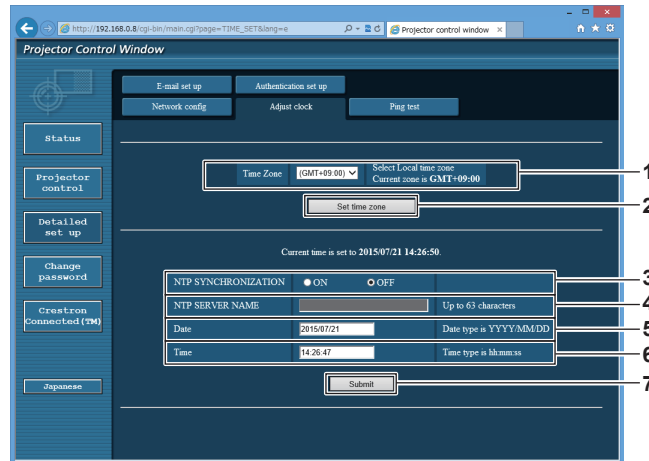 http://192.168.0.8/cgi-bin/main.cgi?page=TIME_SET&lang=e
Projector control window
Projector Control Window
E-mail set up
Authentication set up
Network config
Adjust clock
Ping test
Status
Projector control
Detailed set up
Change password
Crestron Connected(TM)
Japanese
Time Zone
(GMT+09:00)
Select Local time zone
Current zone is GMT+09:00
1
Set time zone
2
Current time is set to 2015/07/21 14:26:50.
NTP SYNCHRONIZATION
ON
OFF
3
NTP SERVER NAME
Up to 63 characters
4
Date
2015/07/21
Date type is YYYY/MM/DD
5
Time
14:26:47
Time type is hh:mm:ss
6
Submit
7